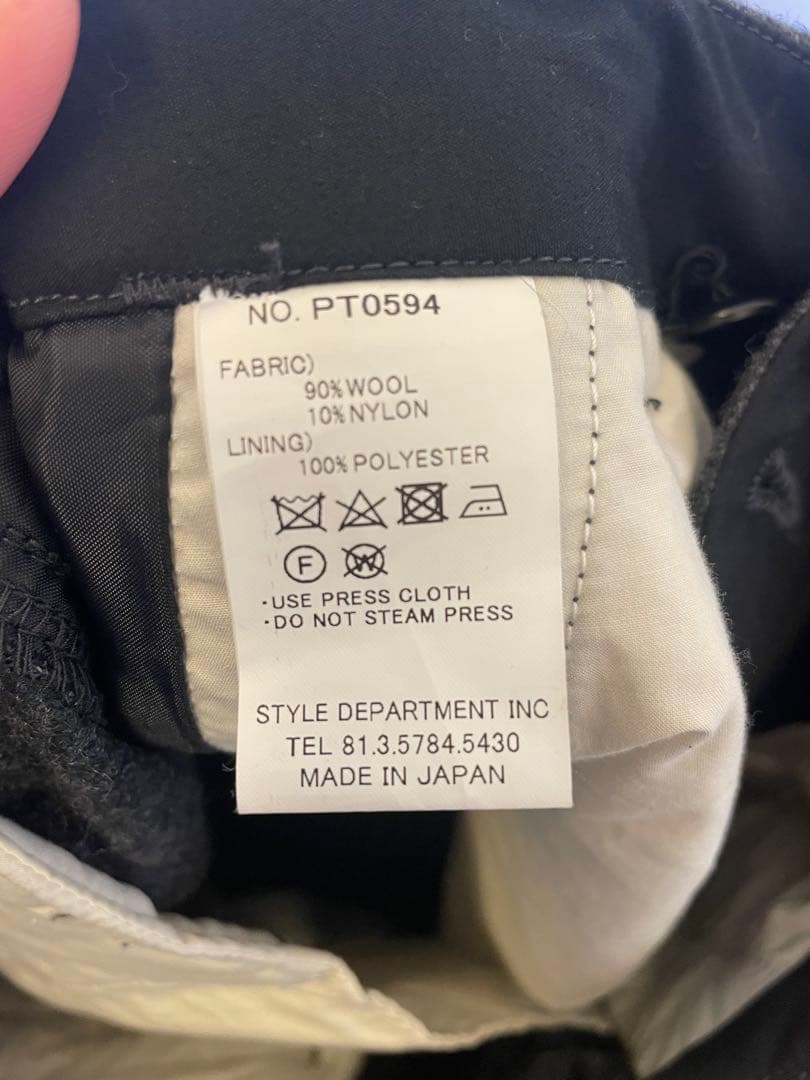 NO. PT0594
FABRIC)
90%WOOL
10%NYLON
LINING)
100%POLYESTER
F W
・USE PRESS CLOTH
・DO NOT STEAM PRESS
STYLE DEPARTMENT INC
TEL 81.3.5784.5430
MADE IN JAPAN